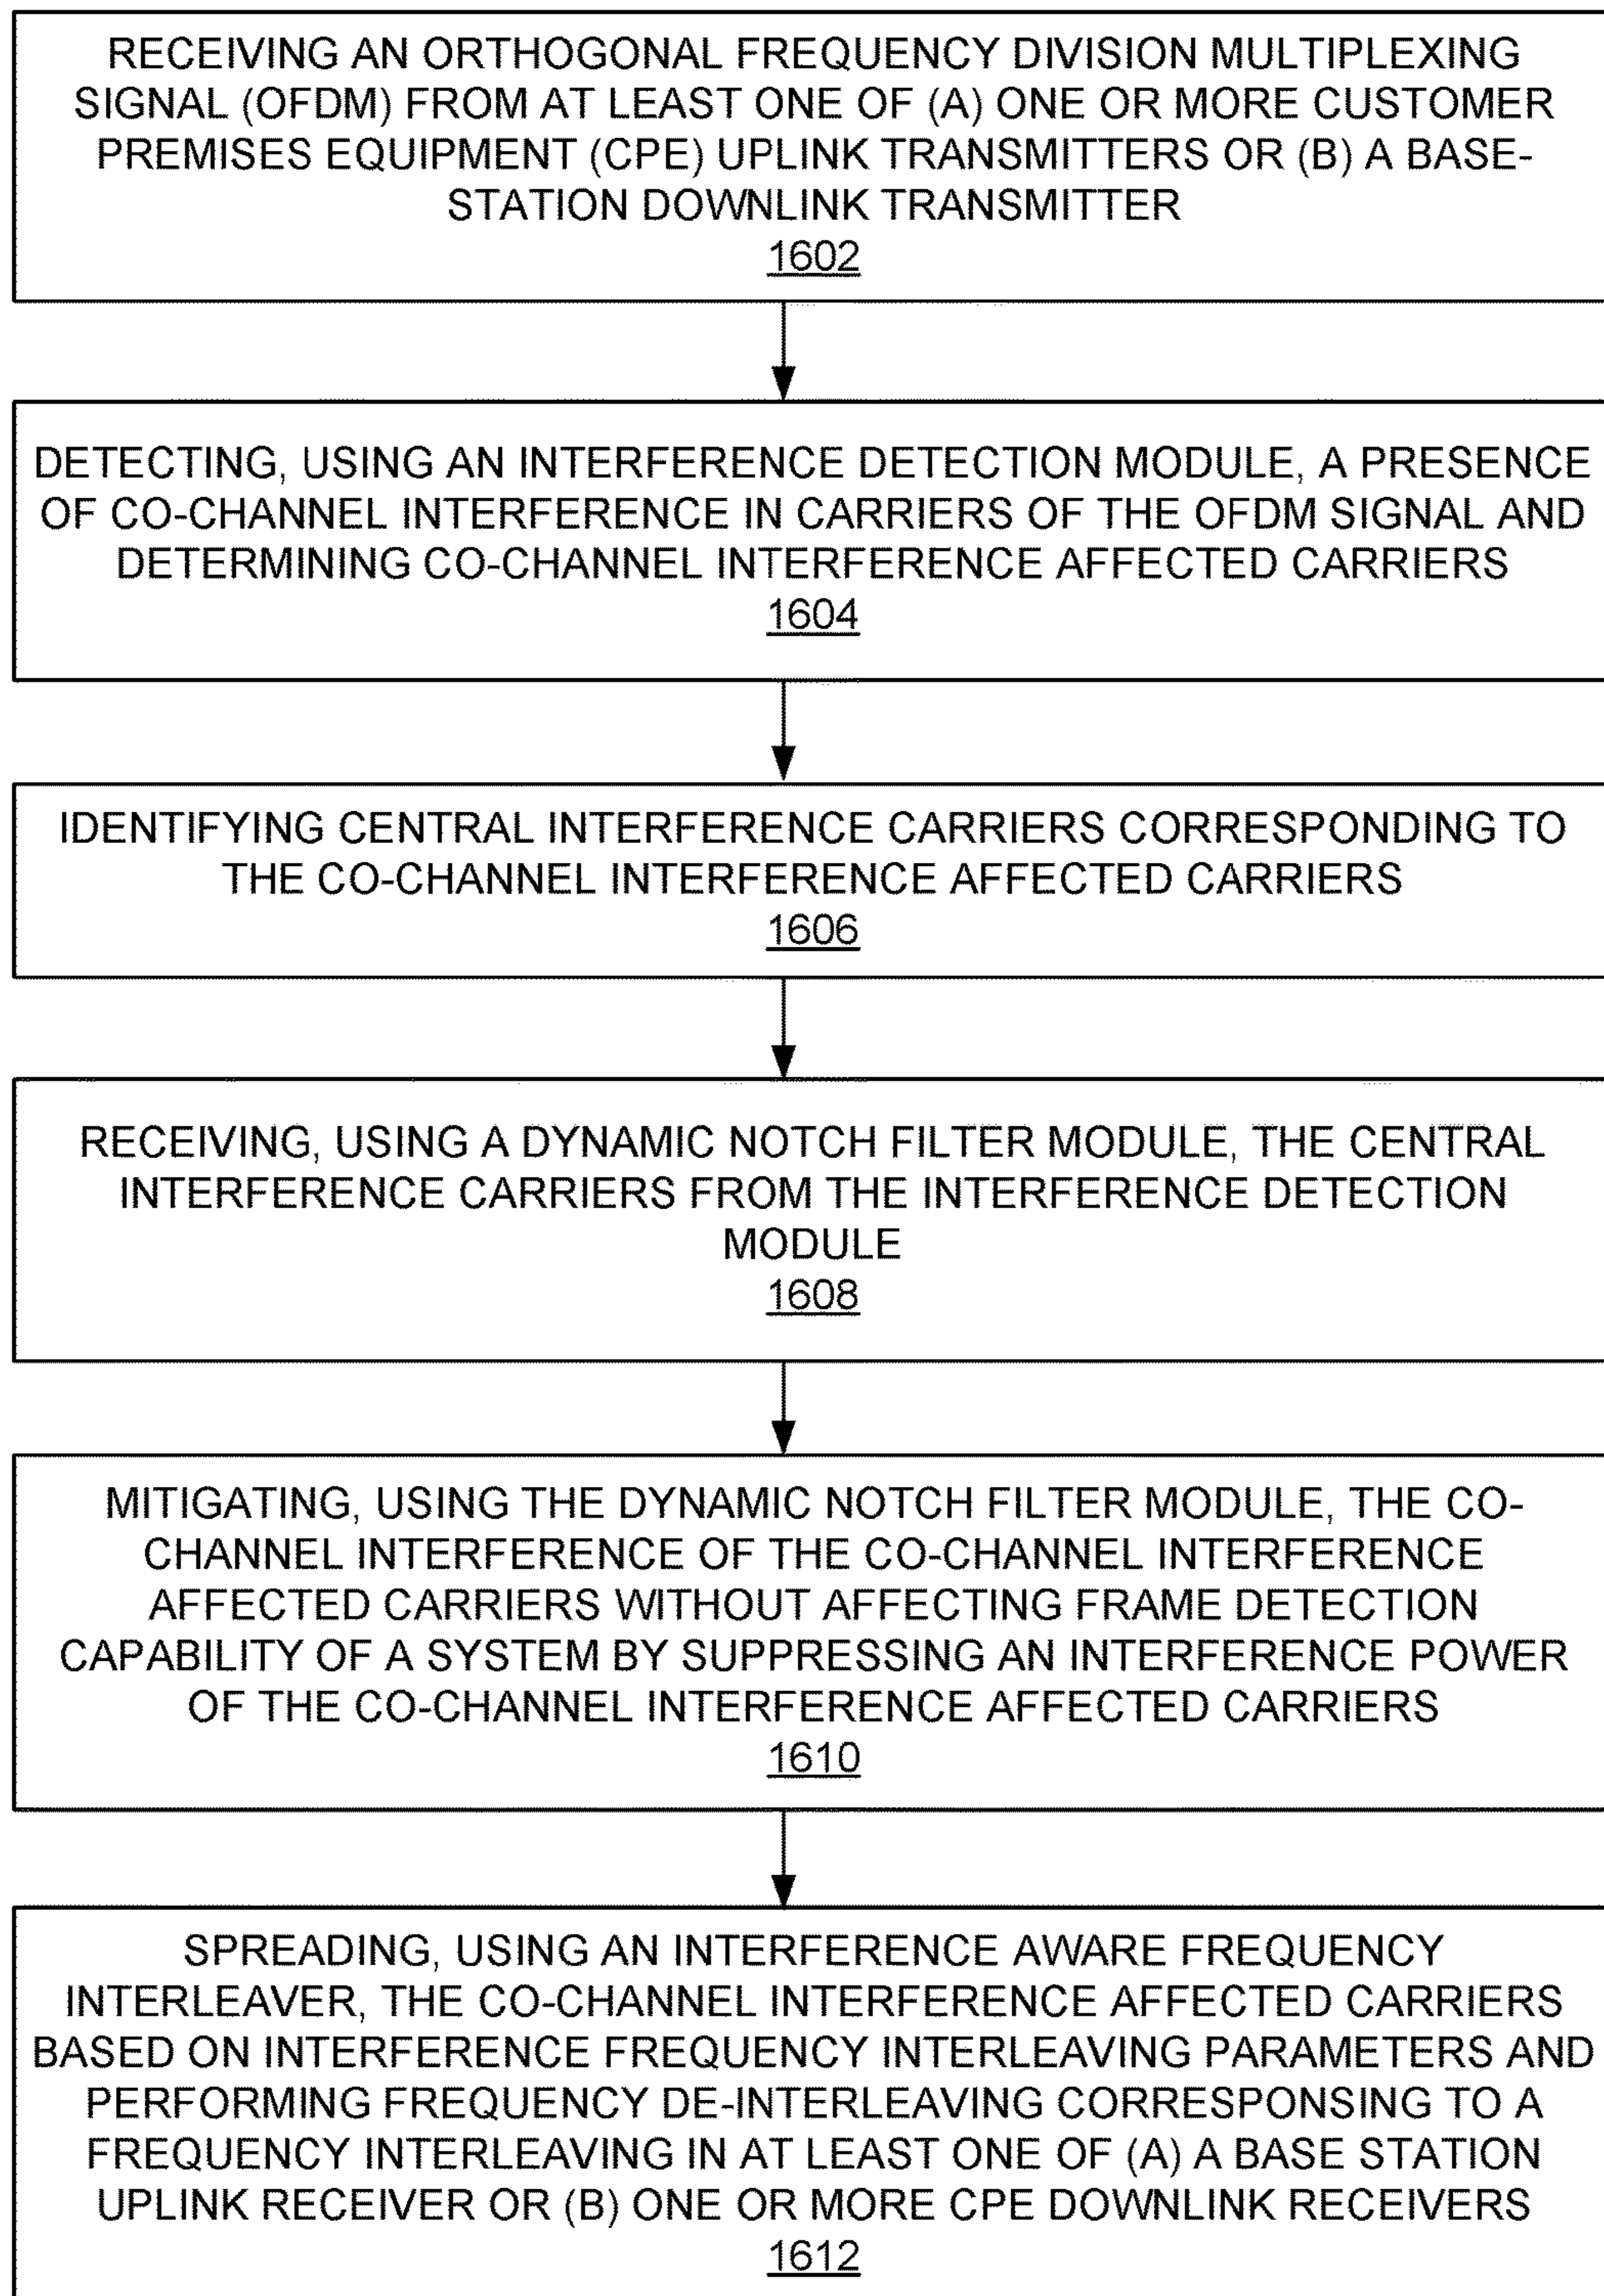 RECEIVING AN ORTHOGONAL FREQUENCY DIVISION MULTIPLEXING
SIGNAL (OFDM) FROM AT LEAST ONE OF (A) ONE OR MORE CUSTOMER
PREMISES EQUIPMENT (CPE) UPLINK TRANSMITTERS OR (B) A BASE-
STATION DOWNLINK TRANSMITTER
1602
DETECTING, USING AN INTERFERENCE DETECTION MODULE, A PRESENCE
OF CO-CHANNEL INTERFERENCE IN CARRIERS OF THE OFDM SIGNAL AND
DETERMINING CO-CHANNEL INTERFERENCE AFFECTED CARRIERS
1604
IDENTIFYING CENTRAL INTERFERENCE CARRIERS CORRESPONDING TO
THE CO-CHANNEL INTERFERENCE AFFECTED CARRIERS
1606
RECEIVING, USING A DYNAMIC NOTCH FILTER MODULE, THE CENTRAL
INTERFERENCE CARRIERS FROM THE INTERFERENCE DETECTION
MODULE
1608
MITIGATING, USING THE DYNAMIC NOTCH FILTER MODULE, THE CO-
CHANNEL INTERFERENCE OF THE CO-CHANNEL INTERFERENCE
AFFECTED CARRIERS WITHOUT AFFECTING FRAME DETECTION
CAPABILITY OF A SYSTEM BY SUPPRESSING AN INTERFERENCE POWER
OF THE CO-CHANNEL INTERFERENCE AFFECTED CARRIERS
1610
SPREADING, USING AN INTERFERENCE AWARE FREQUENCY
INTERLEAVER, THE CO-CHANNEL INTERFERENCE AFFECTED CARRIERS
BASED ON INTERFERENCE FREQUENCY INTERLEAVING PARAMETERS AND
PERFORMING FREQUENCY DE-INTERLEAVING CORRESPONSING TO A
FREQUENCY INTERLEAVING IN AT LEAST ONE OF (A) A BASE STATION
UPLINK RECEIVER OR (B) ONE OR MORE CPE DOWNLINK RECEIVERS
1612